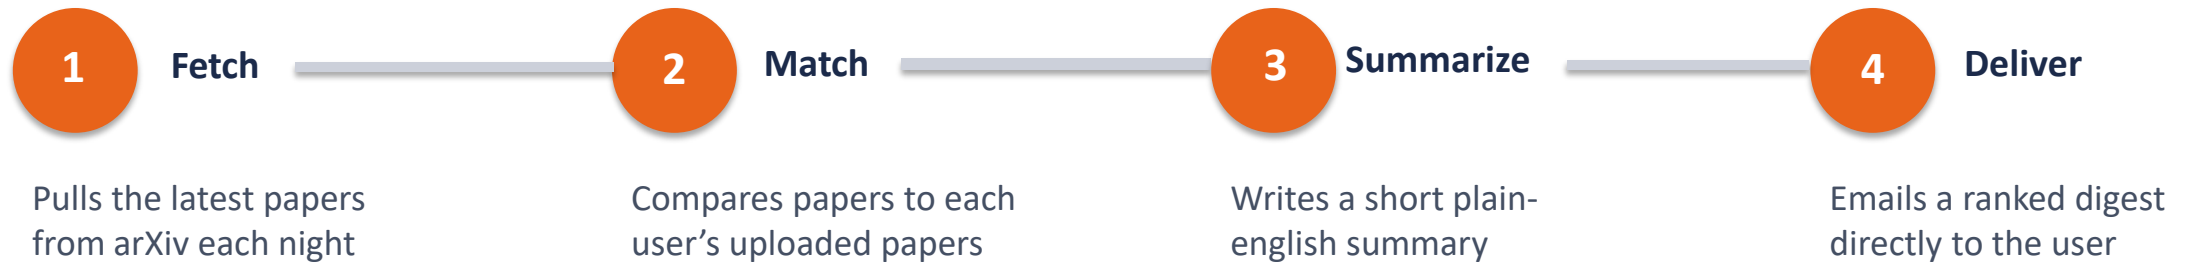 1 Fetch
2 Match
3 Summarize
4 Deliver
Pulls the latest papers
from arXiv each night
Compares papers to each
user’s uploaded papers
Writes a short plain-
english summary
Emails a ranked digest
directly to the user